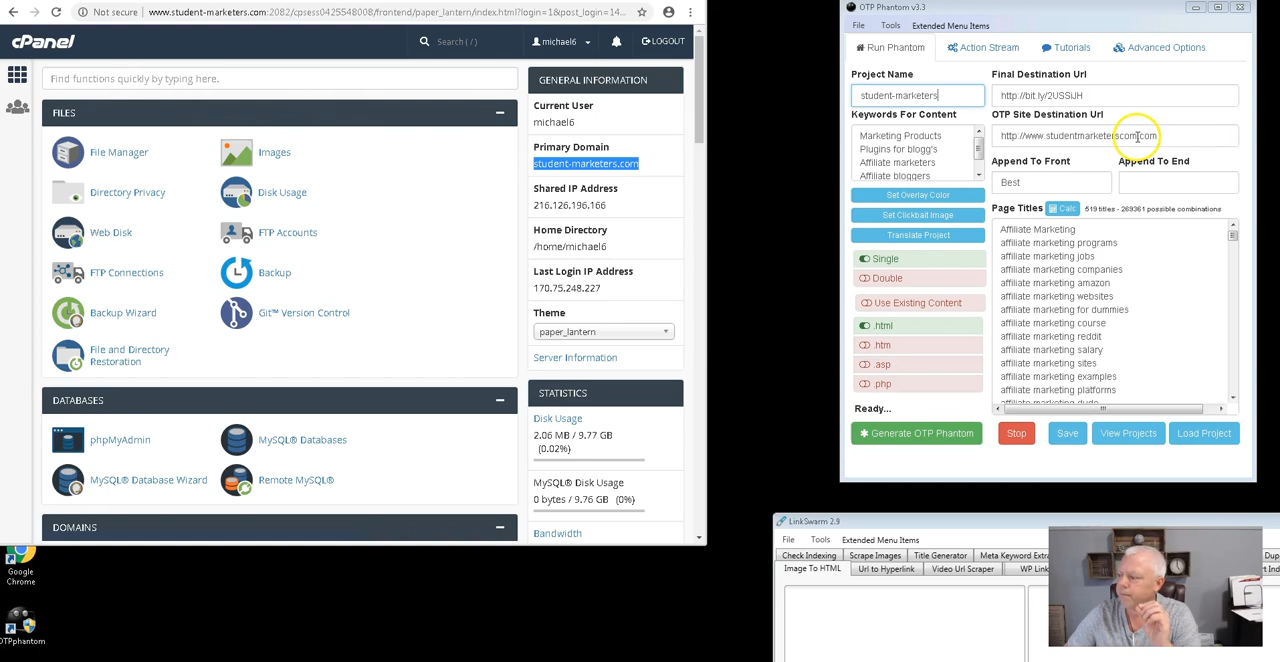 Not secure | www.student-marketers.com:2082/cpsess0425548008/frontend/paper_lantern/index.html?login=1&post_login=14...
cPanel
Search ( / )
michael6
LOGOUT
Find functions quickly by typing here.
FILES
File Manager
Images
Directory Privacy
Disk Usage
Web Disk
FTP Accounts
FTP Connections
Backup
Backup Wizard
Git™ Version Control
File and Directory
Restoration
DATABASES
phpMyAdmin
MySQL® Databases
MySQL® Database Wizard
Remote MySQL®
DOMAINS
GENERAL INFORMATION
Current User
michael6
Primary Domain
student-marketers.com
Shared IP Address
216.126.196.166
Home Directory
/home/michael6
Last Login IP Address
170.75.248.227
Theme
paper_lantern
Server Information
STATISTICS
Disk Usage
2.06 MB / 9.77 GB
(0.02%)
MySQL® Disk Usage
0 bytes / 9.76 GB (0%)
Bandwidth
Google
Chrome
OTPphantom
OTP Phantom v3.3
File
Tools
Extended Menu Items
Run Phantom
Action Stream
Tutorials
Advanced Options
Project Name
student-marketers
Keywords For Content
Marketing Products
Plugins for blogg's
Affiliate marketers
Affiliate bloggers
Set Overlay Color
Set Clickbait Image
Translate Project
Single
Double
Use Existing Content
.html
.htm
.asp
.php
Ready...
Generate OTP Phantom
Final Destination Url
http://bit.ly/2USSiJH
OTP Site Destination Url
http://www.studentmarketerscom.com
Append To Front
Append To End
Best
Page Titles
Calc
519 titles - 269361 possible combinations
Affiliate Marketing
affiliate marketing programs
affiliate marketing jobs
affiliate marketing companies
affiliate marketing amazon
affiliate marketing websites
affiliate marketing for dummies
affiliate marketing course
affiliate marketing reddit
affiliate marketing salary
affiliate marketing sites
affiliate marketing examples
affiliate marketing platforms
affiliate marketing dude
Stop
Save
View Projects
Load Project
LinkSwarm 2.9
File
Tools
Extended Menu Items
Check Indexing
Scrape Images
Title Generator
Meta Keyword Extra
Dup
Image To HTML
Url to Hyperlink
Video Url Scraper
WP Link